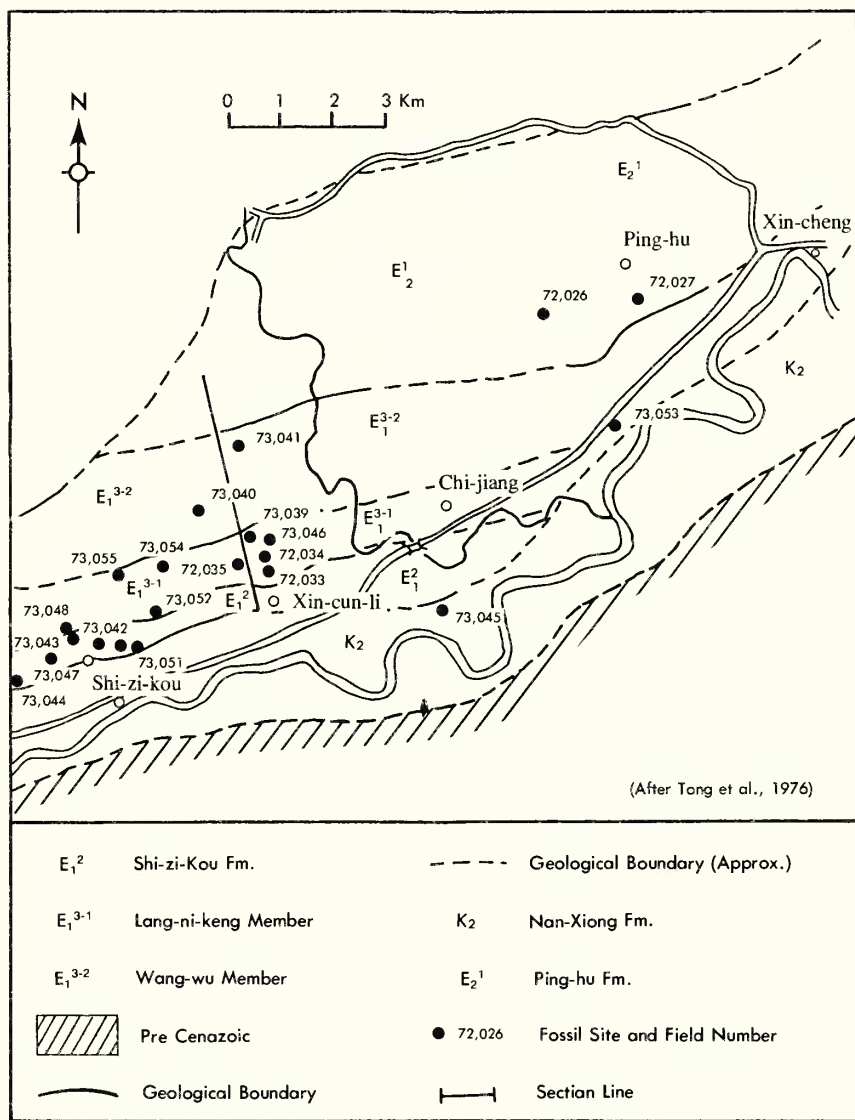 N
0 1 2 3 Km
E₂¹
Xin-cheng
Ping-hu
E₂¹
72,026
72,027
K₂
73,053
73,041
E₁³⁻²
Chi-jiang
E₁³⁻²
73,040
73,039
73,046
E₁³⁻¹
73,055
73,054
72,034
72,035
72,033
E₁²
E₁³⁻¹
73,052
E₁²
Xin-cun-li
73,045
73,048
73,042
73,043
K₂
73,051
73,047
Shi-zi-kou
73,044
(After Tong et al., 1976)
E₁² Shi-zi-Kou Fm.
Geological Boundary (Approx.)
E₁³⁻¹ Lang-ni-keng Member
K₂ Nan-Xiong Fm.
E₁³⁻² Wang-wu Member
E₂¹ Ping-hu Fm.
Pre Cenazoic
72,026 Fossil Site and Field Number
Geological Boundary
Sectian Line